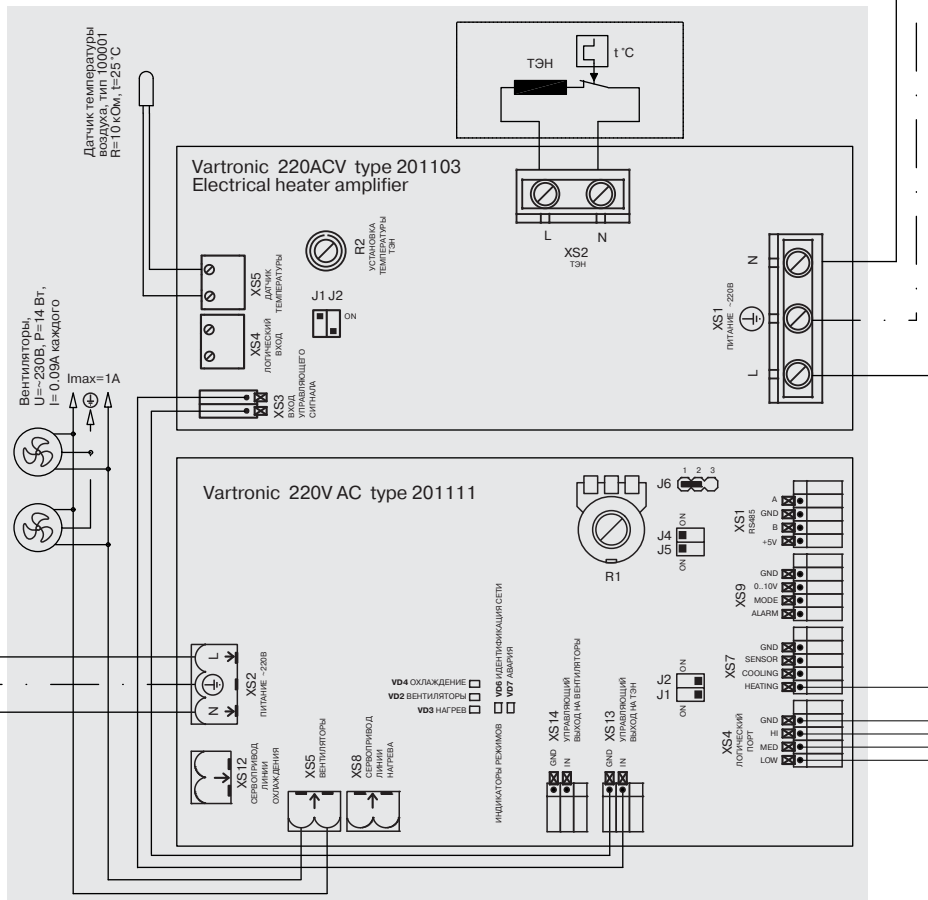 Датчик температуры
воздуха, тип 100001
R=10 кОм, t=25˚C
ТЭН
t ˚C
Vartronic 220ACV type 201103
Electrical heater amplifier
L
N
XS2
ТЭН
R2
УСТАНОВКА
ТЕМПЕРАТУРЫ
ТЭН
XS5
ДАТЧИК
ТЕМПЕРАТУРЫ
J1 J2
ON
XS4
ЛОГИЧЕСКИЙ
ВХОД
XS3
ВХОД
УПРАВЛЯЮЩЕГО
СИГНАЛА
N
XS1
ПИТАНИЕ ~220В
L
Вентиляторы,
U=~230В, P=14 Вт,
I= 0.09А каждого
Imax=1A
Vartronic 220V AC type 201111
R1
J6
1 2 3
ON
J4
J5
ON
XS1
RS485
A
GND
B
+5V
XS9
GND
0...10V
MODE
ALARM
XS7
GND
SENSOR
COOLING
HEATING
XS4
ЛОГИЧЕСКИЙ
ПОРТ
GND
HI
MED
LOW
ON
J2
J1
ON
L
N
XS2
ПИТАНИЕ ~220В
VD4 ОХЛАЖДЕНИЕ
VD2 ВЕНТИЛЯТОРЫ
VD3 НАГРЕВ
VD6 ИДЕНТИФИКАЦИЯ СЕТИ
VD7 АВАРИЯ
ИНДИКАТОРЫ РЕЖИМОВ
XS14
УПРАВЛЯЮЩИЙ
ВЫХОД НА ВЕНТИЛЯТОРЫ
GND
IN
XS13
УПРАВЛЯЮЩИЙ
ВЫХОД НА ТЭН
GND
IN
XS12
СЕРВОПРИВОД
ЛИНИИ
ОХЛАЖДЕНИЯ
XS5
ВЕНТИЛЯТОРЫ
XS8
СЕРВОПРИВОД
ЛИНИИ
НАГРЕВА